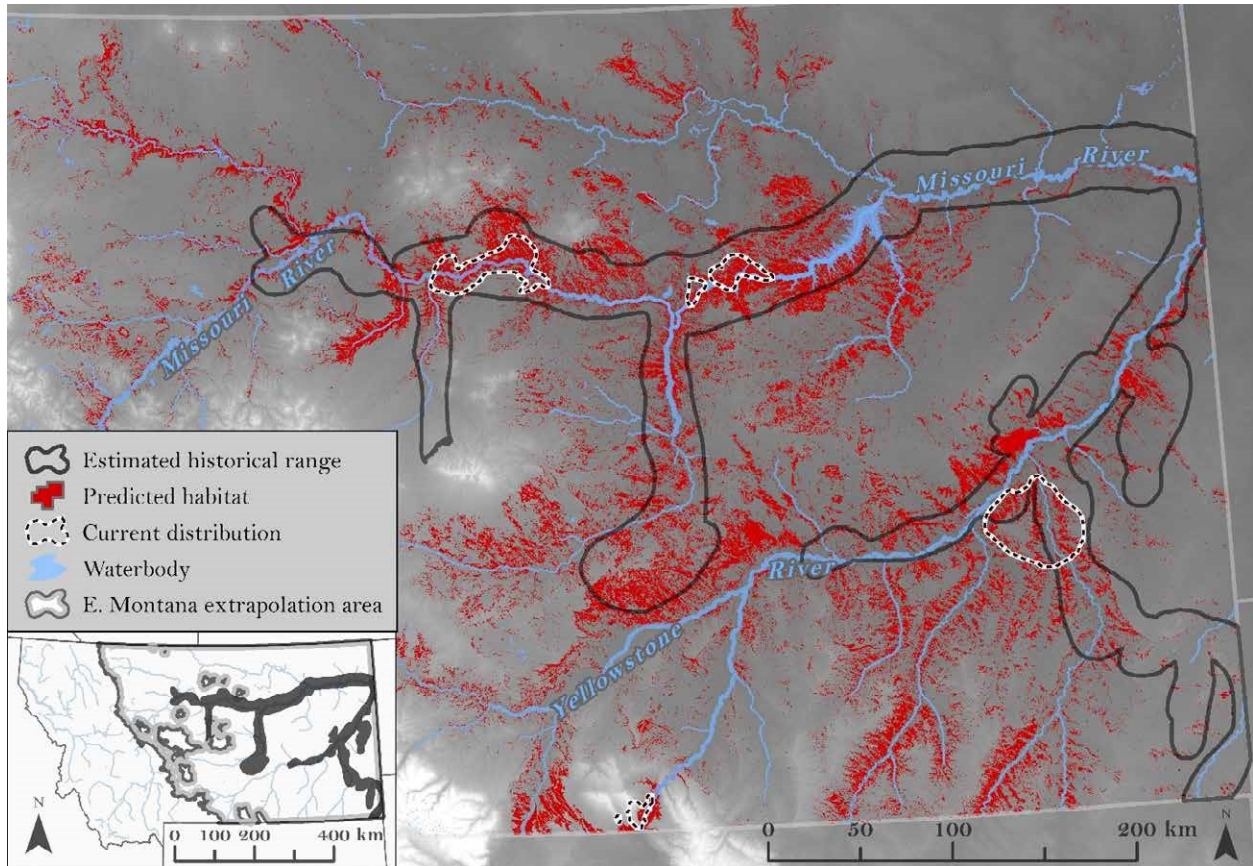 Missouri
River
Missouri
River
Yellowstone
River
Estimated historical range
Predicted habitat
Current distribution
Waterbody
E. Montana extrapolation area
N
0
100
200
400 km
0
50
100
200 km
N